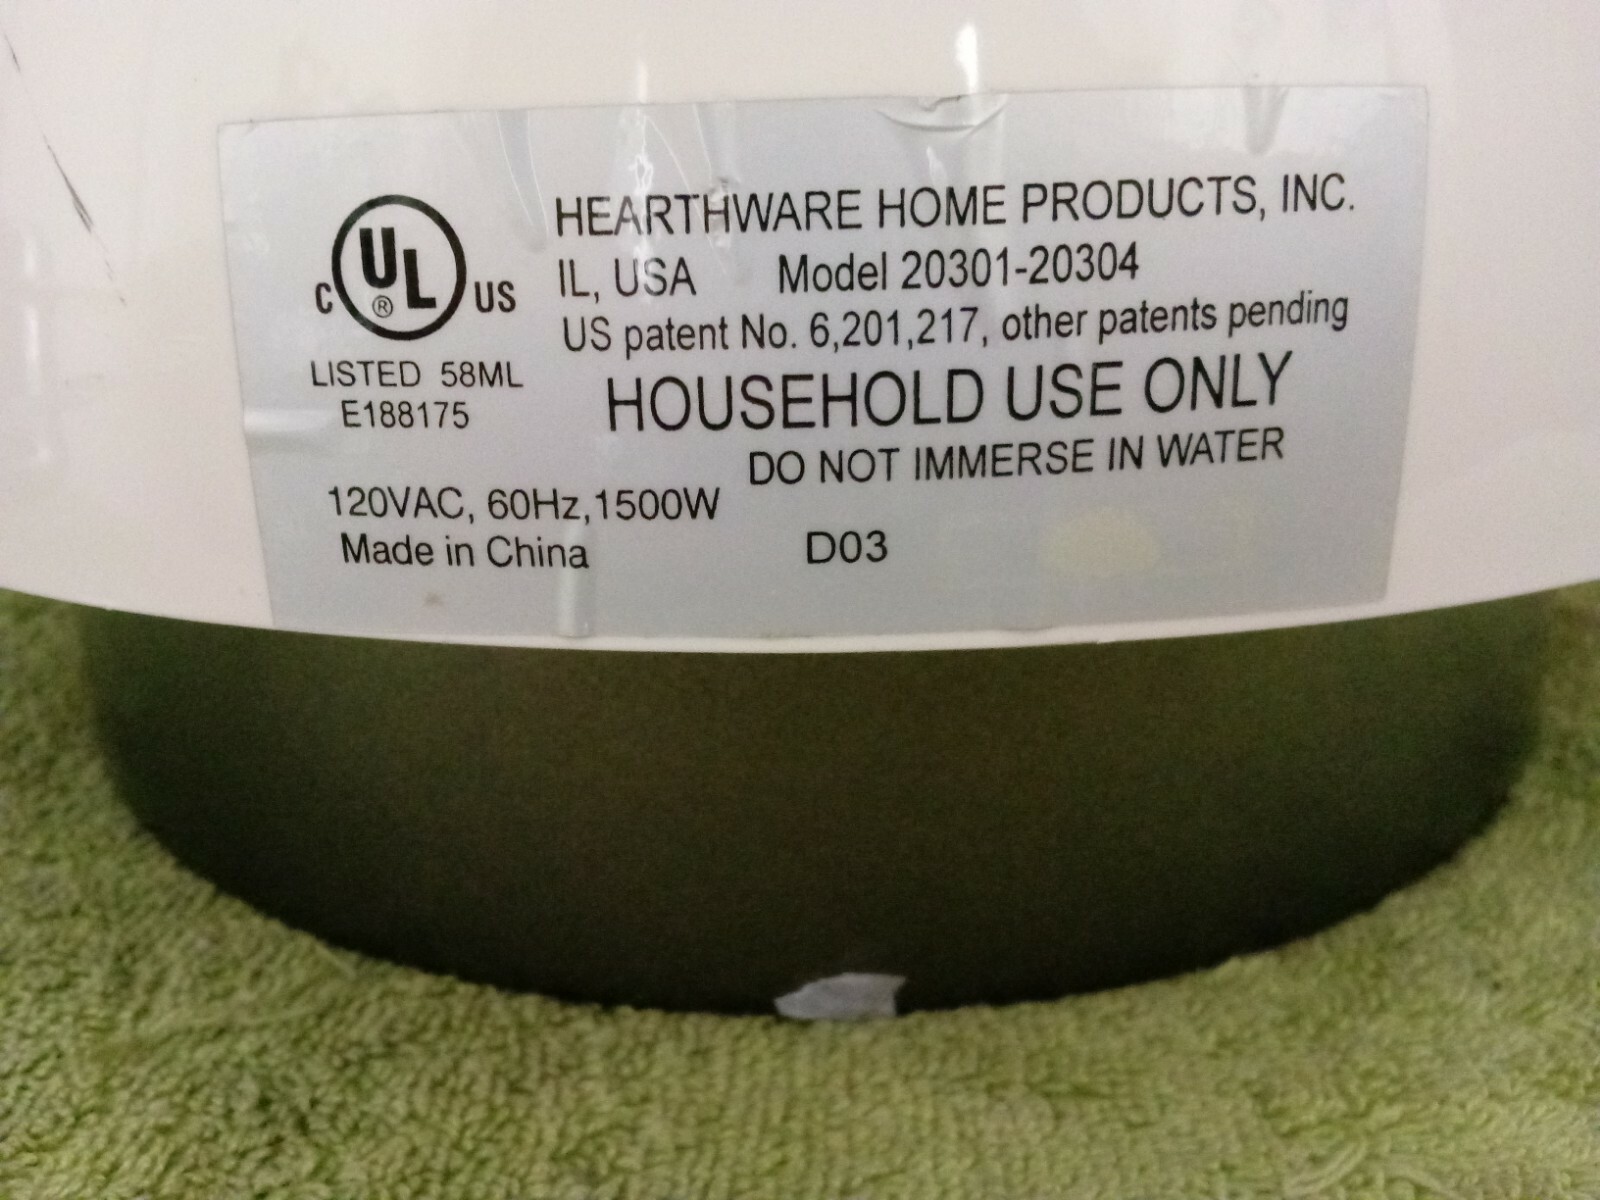 C UL ® US
LISTED 58ML
E188175
HEARTHWARE HOME PRODUCTS, INC.
IL, USA Model 20301-20304
US patent No. 6,201,217, other patents pending
HOUSEHOLD USE ONLY
DO NOT IMMERSE IN WATER
120VAC, 60Hz,1500W
Made in China D03